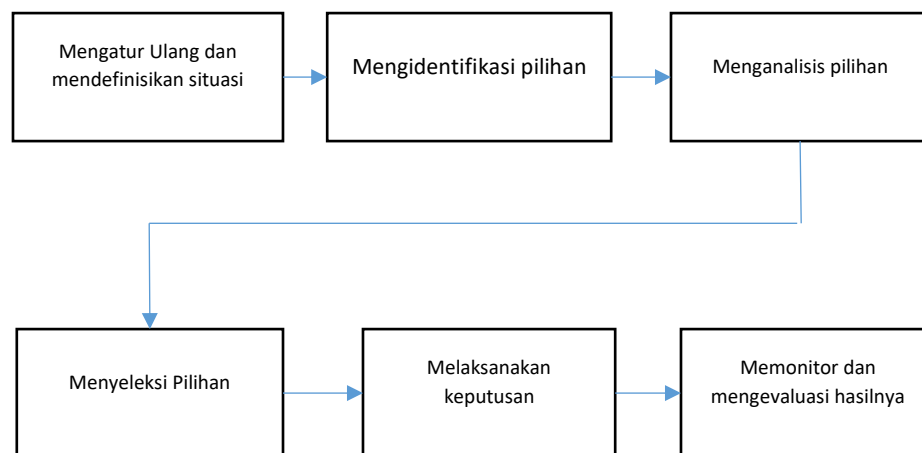 Mengatur Ulang dan
mendefinisikan situasi
Mengidentifikasi pilihan
Menganalisis pilihan
Menyeleksi Pilihan
Melaksanakan
keputusan
Memonitor dan
mengevaluasi hasilnya